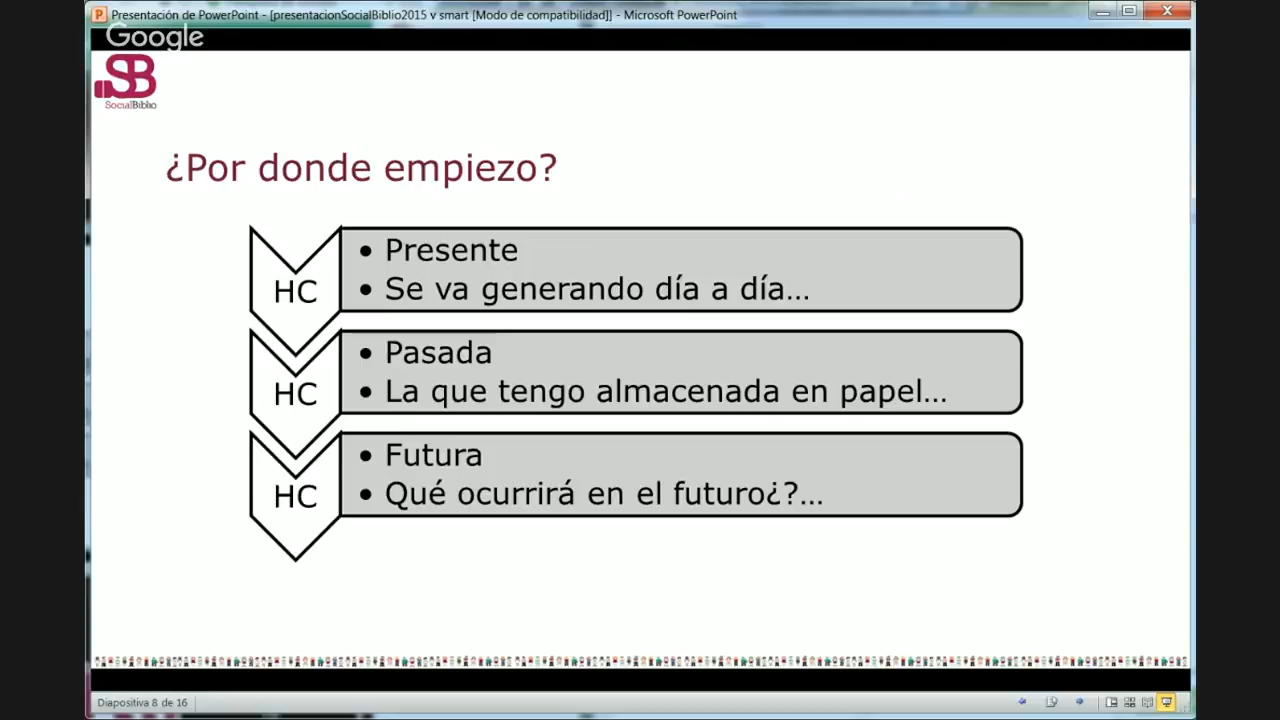 Presentación de PowerPoint - [presentacionSocialBiblio2015 v smart [Modo de compatibilidad]] - Microsoft PowerPoint
Google
SB
SocialBiblio
¿Por donde empiezo?
HC
• Presente
• Se va generando día a día…
HC
• Pasada
• La que tengo almacenada en papel…
HC
• Futura
• Qué ocurrirá en el futuro¿?…
Diapositiva 8 de 16